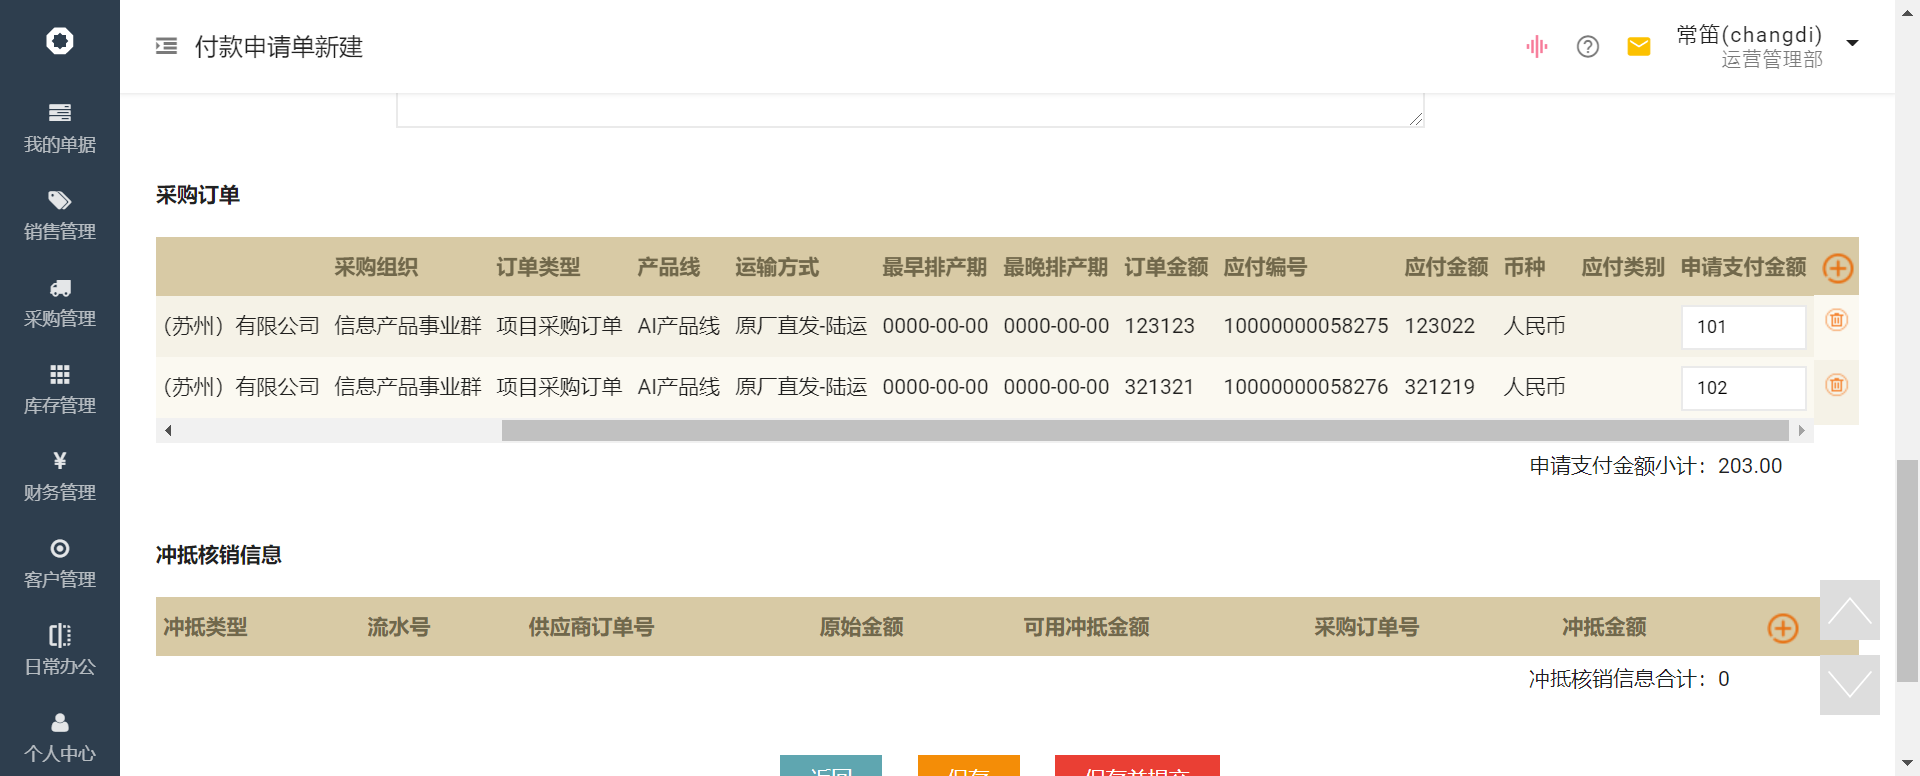 付款申请单新建
常笛(changdi)
运营管理部
我的单据
销售管理
采购管理
库存管理
¥
财务管理
客户管理
日常办公
个人中心
采购订单
采购组织 订单类型 产品线 运输方式 最早排产期 最晚排产期 订单金额 应付编号 应付金额 币种 应付类别 申请支付金额
(苏州) 有限公司 信息产品事业群 项目采购订单 AI产品线 原厂直发-陆运 0000-00-00 0000-00-00 123123 10000000058275 123022 人民币 101
(苏州) 有限公司 信息产品事业群 项目采购订单 AI产品线 原厂直发-陆运 0000-00-00 0000-00-00 321321 10000000058276 321219 人民币 102
申请支付金额小计：203.00
冲抵核销信息
冲抵类型 流水号 供应商订单号 原始金额 可用冲抵金额 采购订单号 冲抵金额
冲抵核销信息合计：0
返回 保存 保存并提交